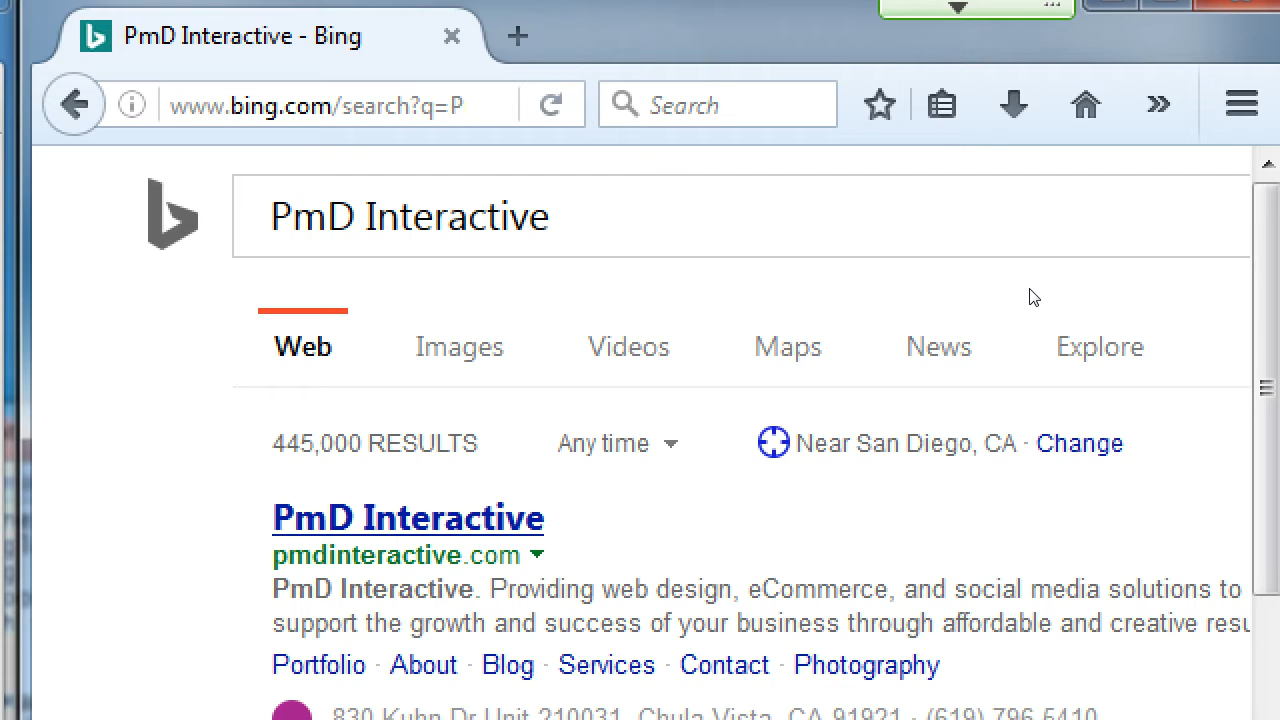 PmD Interactive - Bing
www.bing.com/search?q=P
Search
PmD Interactive
Web Images Videos Maps News Explore
445,000 RESULTS Any time Near San Diego, CA · Change
PmD Interactive
pmdinteractive.com
PmD Interactive. Providing web design, eCommerce, and social media solutions to
support the growth and success of your business through affordable and creative resu
Portfolio · About · Blog · Services · Contact · Photography
830 Kuhn Dr Unit 210031, Chula Vista, CA 91921 · (619) 796-5410